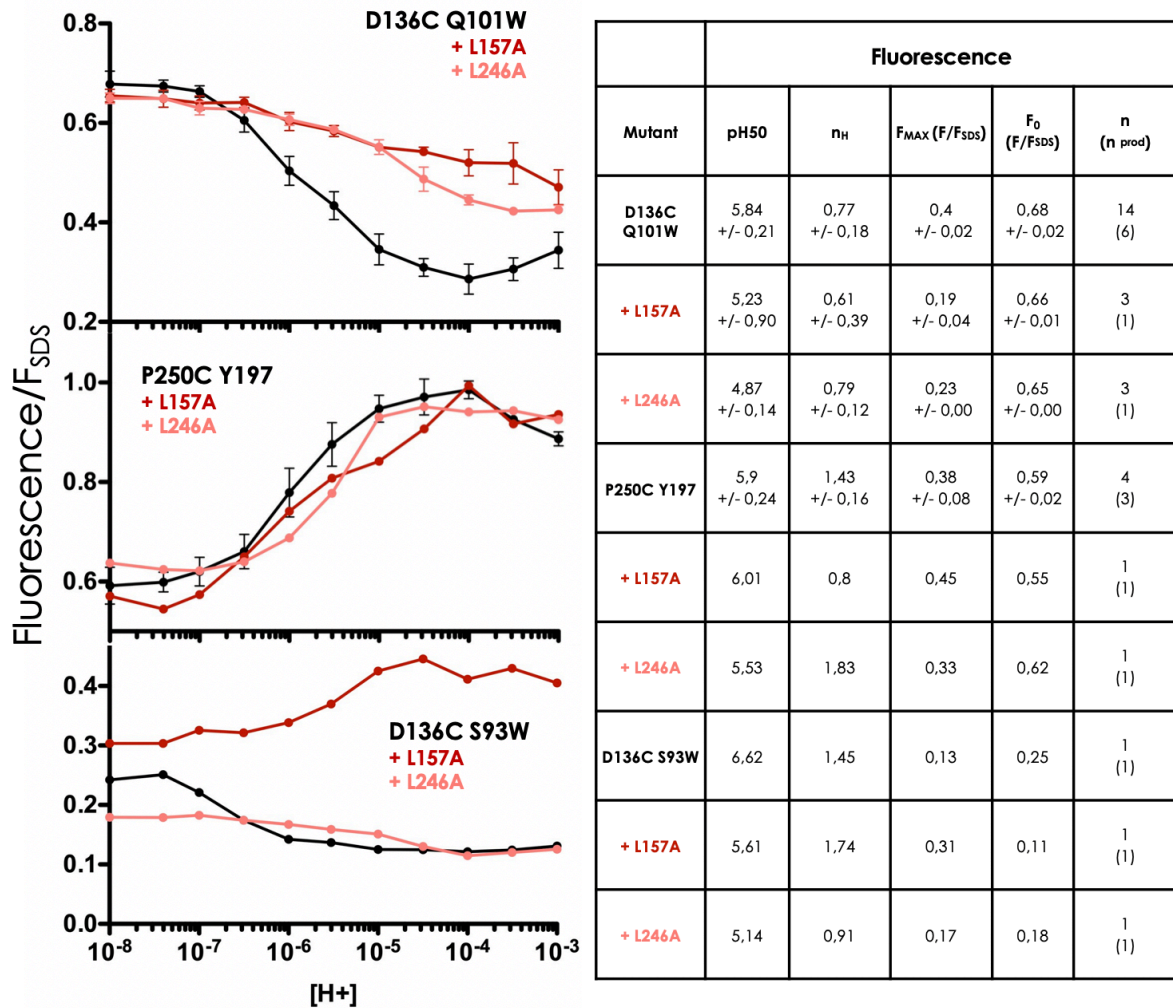 Fluorescence/F_SDS
0.8
0.6
0.4
0.2
D136C Q101W
+ L157A
+ L246A
1.0
0.8
0.6
P250C Y197
+ L157A
+ L246A
0.4
0.3
0.2
0.1
0.0
D136C S93W
+ L157A
+ L246A
10⁻⁸ 10⁻⁷ 10⁻⁶ 10⁻⁵ 10⁻⁴ 10⁻³
[H+]
Fluorescence
Mutant pH50 n_H F_MAX (F/F_SDS) F₀ (F/F_SDS) n (n prod)
D136C Q101W 5,84 +/- 0,21 0,77 +/- 0,18 0,4 +/- 0,02 0,68 +/- 0,02 14 (6)
+ L157A 5,23 +/- 0,90 0,61 +/- 0,39 0,19 +/- 0,04 0,66 +/- 0,01 3 (1)
+ L246A 4,87 +/- 0,14 0,79 +/- 0,12 0,23 +/- 0,00 0,65 +/- 0,00 3 (1)
P250C Y197 5,9 +/- 0,24 1,43 +/- 0,16 0,38 +/- 0,08 0,59 +/- 0,02 4 (3)
+ L157A 6,01 0,8 0,45 0,55 1 (1)
+ L246A 5,53 1,83 0,33 0,62 1 (1)
D136C S93W 6,62 1,45 0,13 0,25 1 (1)
+ L157A 5,61 1,74 0,31 0,11 1 (1)
+ L246A 5,14 0,91 0,17 0,18 1 (1)